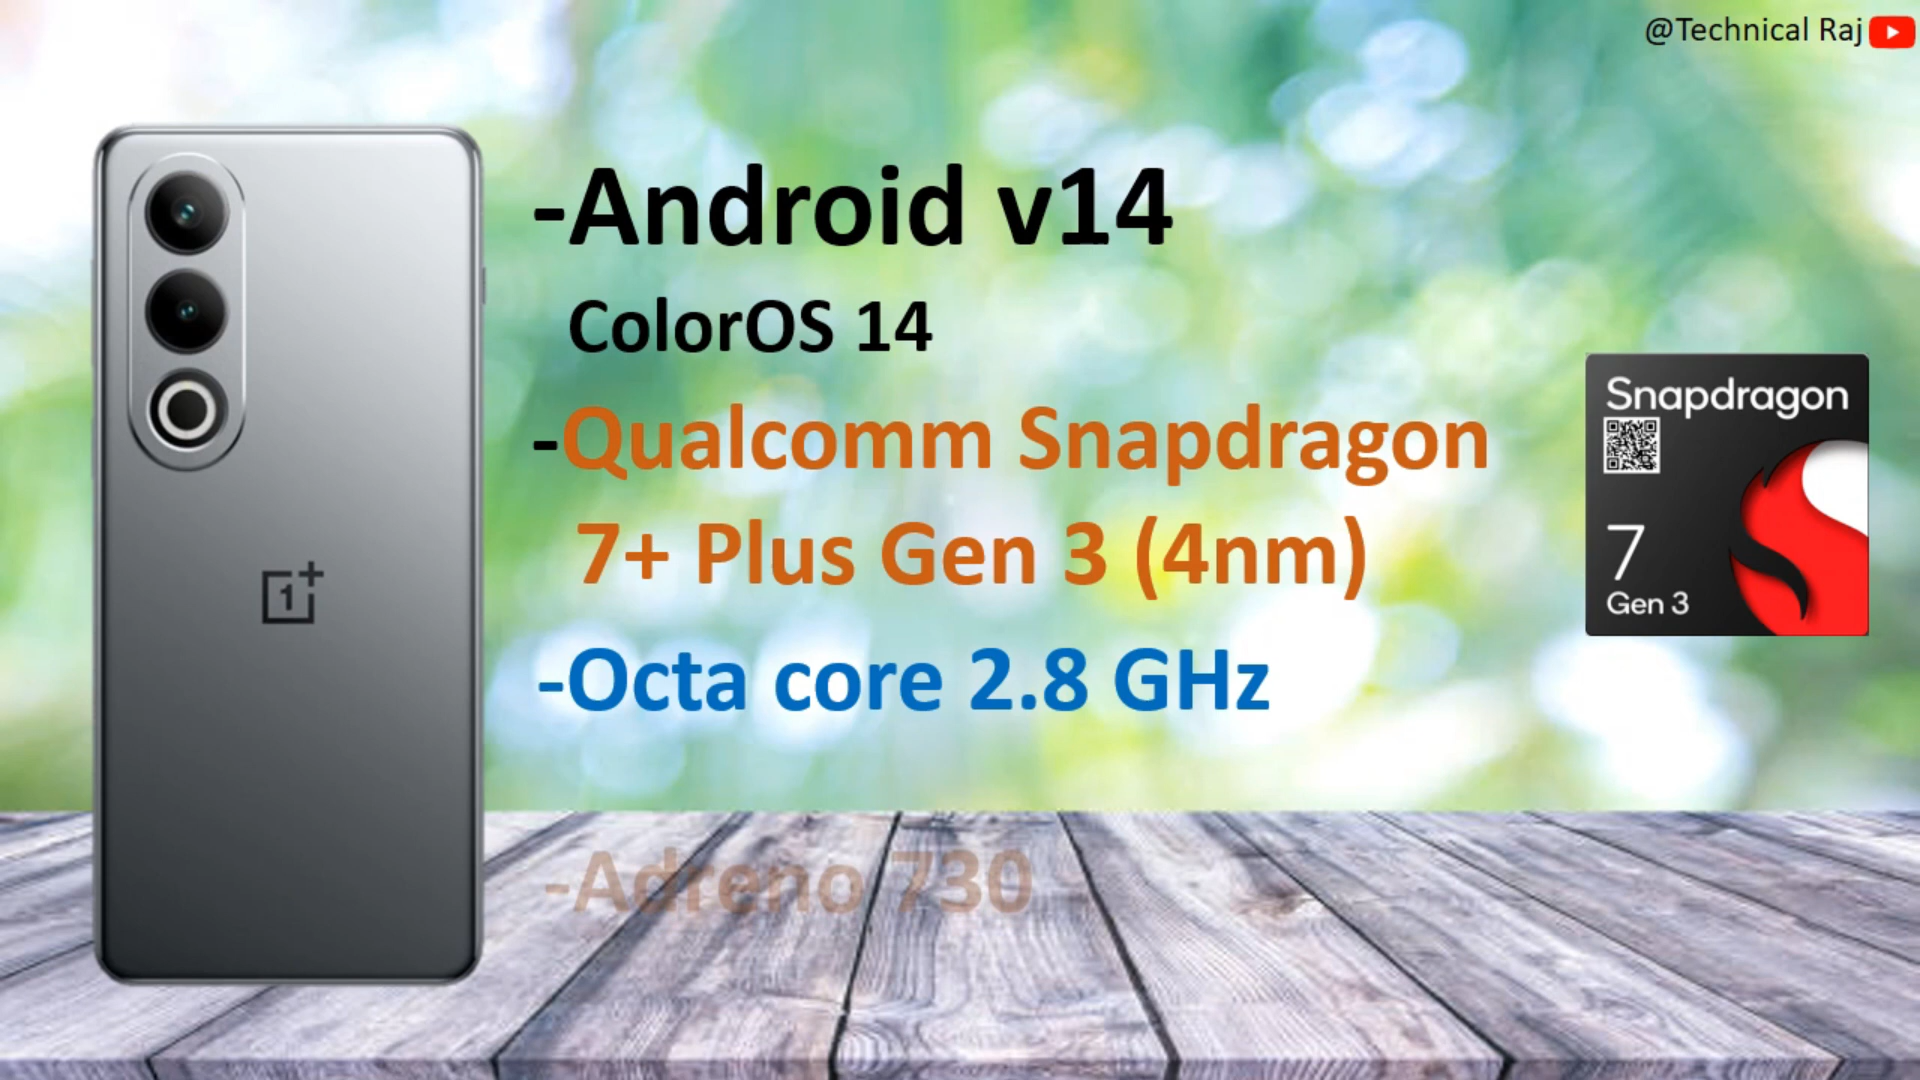 @Technical Raj
-Android v14
ColorOS 14
-Qualcomm Snapdragon
7+ Plus Gen 3 (4nm)
-Octa core 2.8 GHz
-Adreno 730
Snapdragon
7
Gen 3
1+